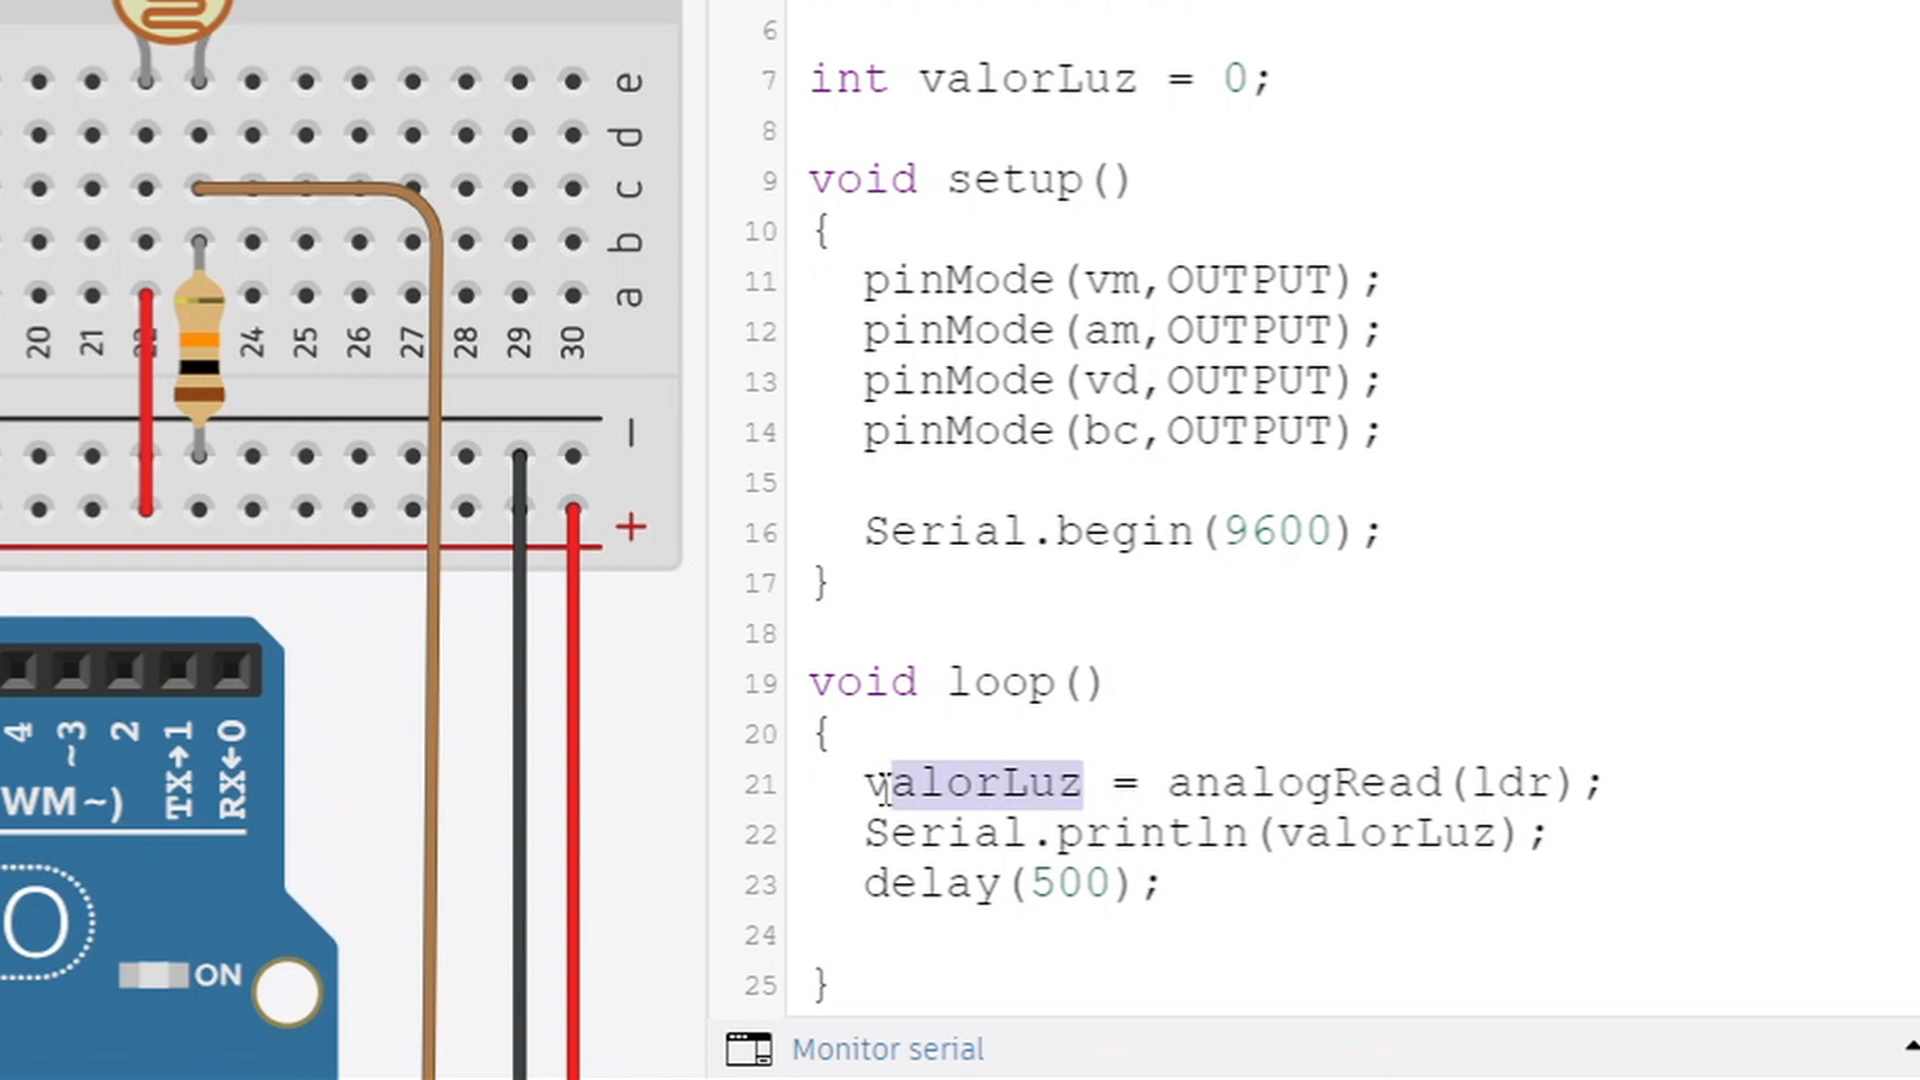 e
d
c
b
a
20 21 22 24 25 26 27 28 29 30
−
+
4 ~3 2 TX→1 RX←0
WM~)
O
ON
6
7 int valorLuz = 0;
8
9 void setup()
10 {
11 pinMode(vm,OUTPUT);
12 pinMode(am,OUTPUT);
13 pinMode(vd,OUTPUT);
14 pinMode(bc,OUTPUT);
15
16 Serial.begin(9600);
17 }
18
19 void loop()
20 {
21 valorLuz = analogRead(ldr);
22 Serial.println(valorLuz);
23 delay(500);
24
25 }
Monitor serial